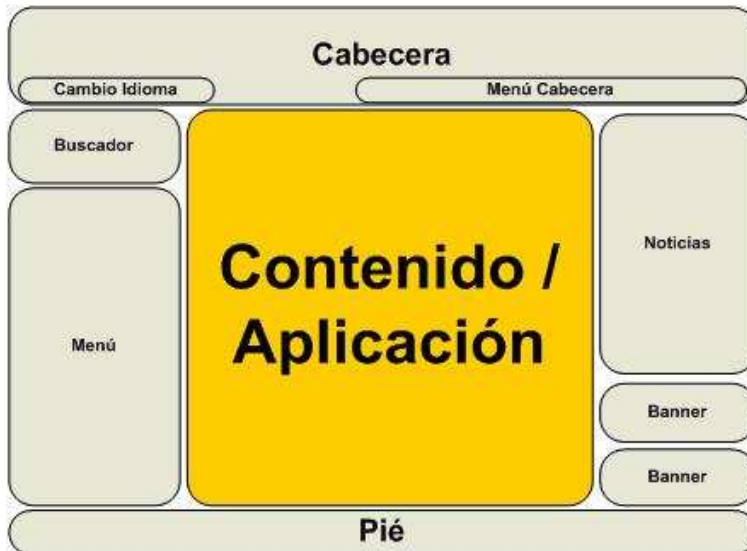 Cabecera
Cambio Idioma
Menú Cabecera
Buscador
Menú
Contenido /
Aplicación
Noticias
Banner
Banner
Pié